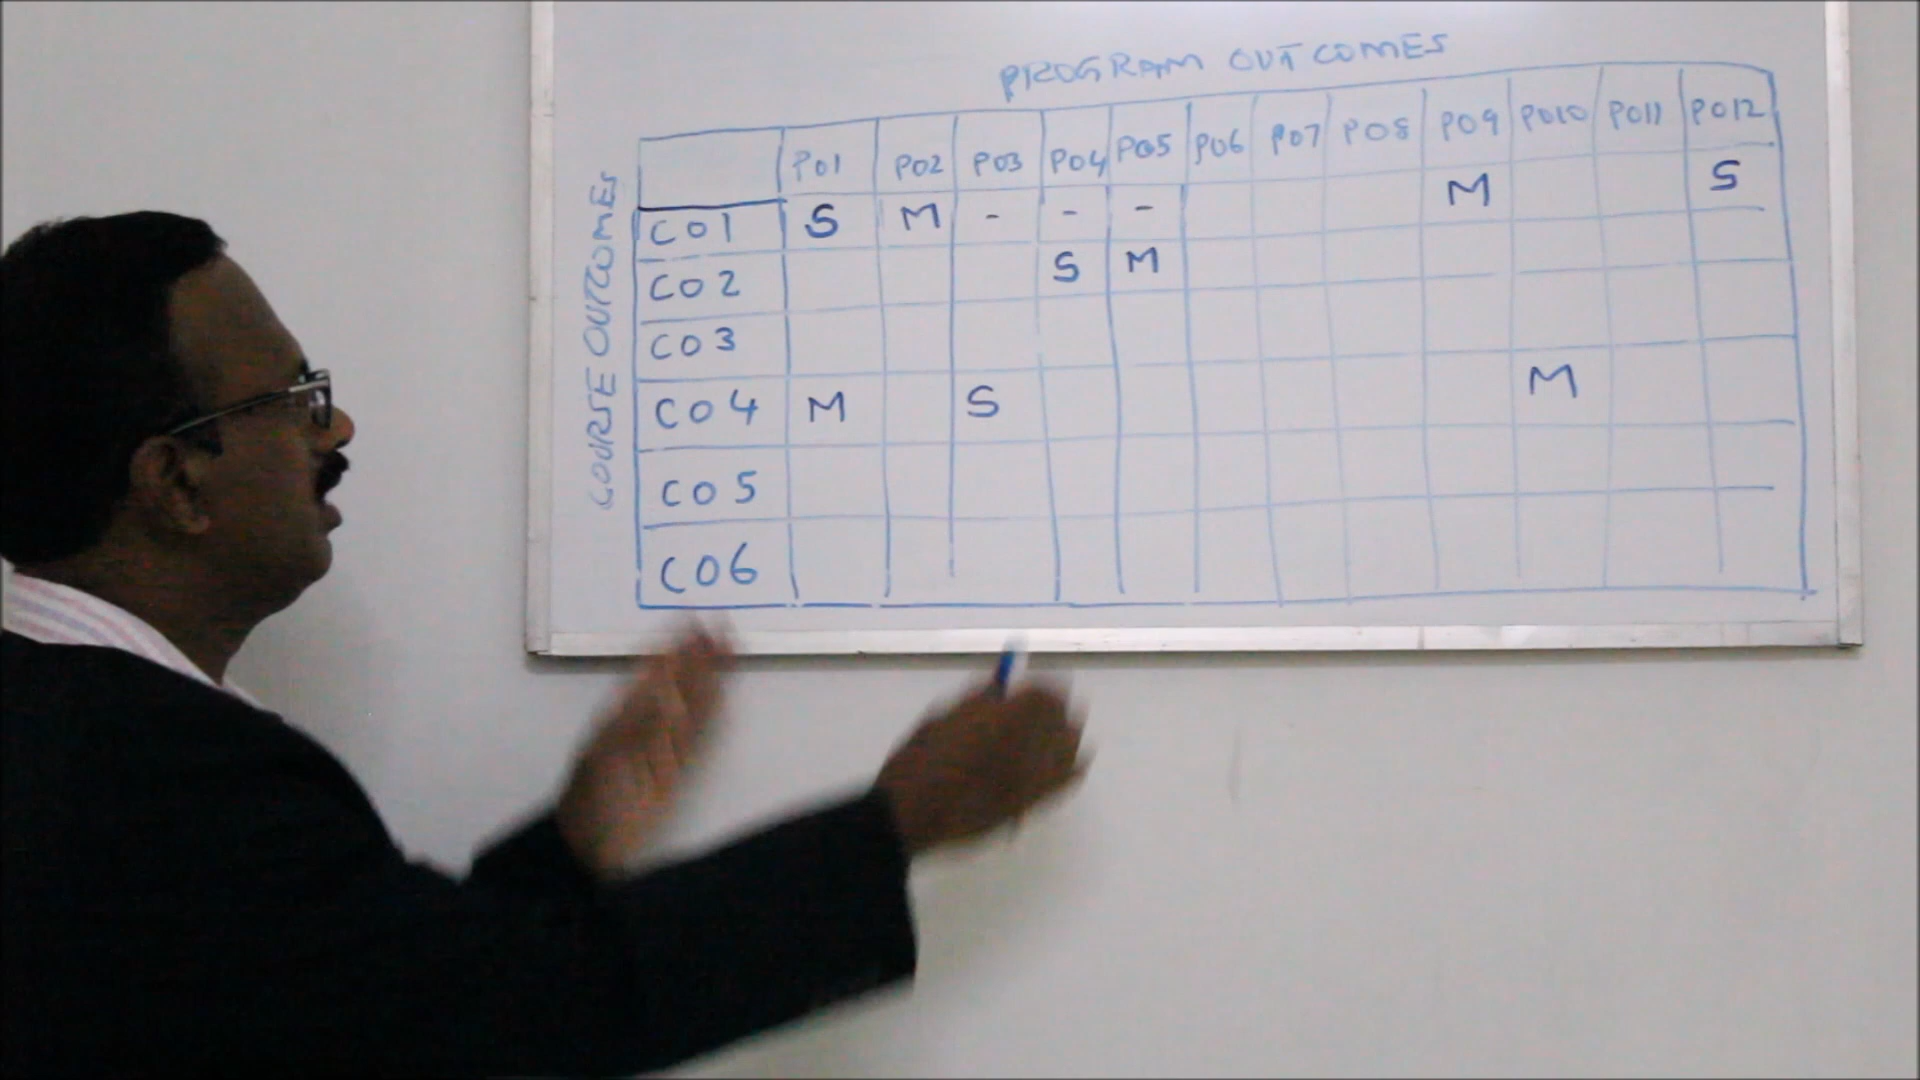 PROGRAM OUTCOMES
COURSE OUTCOMES
PO1 PO2 PO3 PO4 PO5 PO6 PO7 PO8 PO9 PO10 PO11 PO12
CO1 S M - - - M S
CO2 S M
CO3
CO4 M S M
CO5
CO6